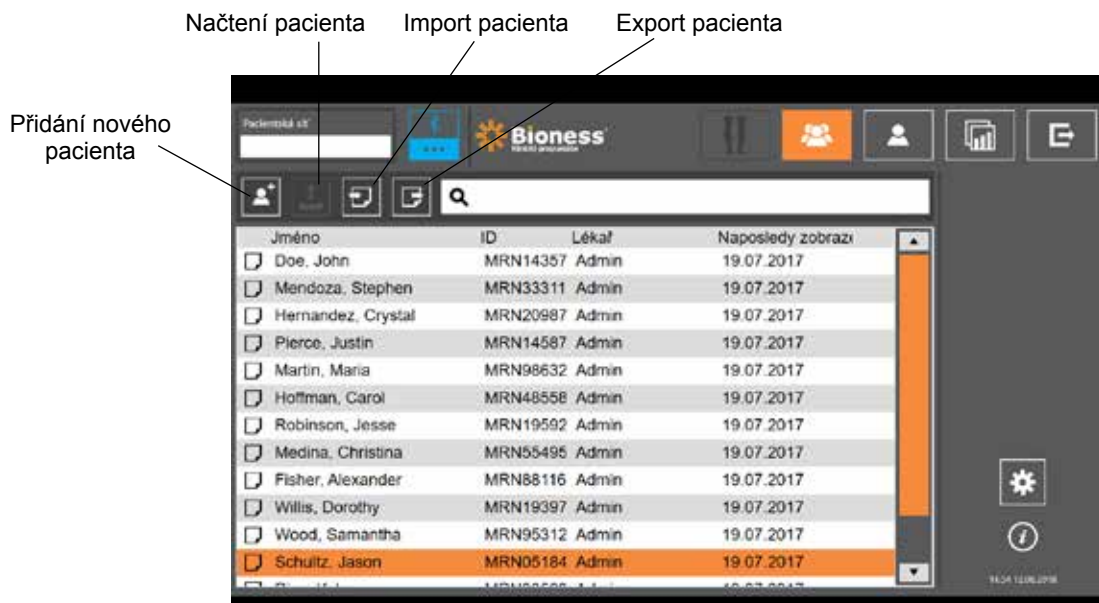 Načtení pacienta Import pacienta Export pacienta
Přidání nového
pacienta
Pacientská síť
Bioness
Jméno ID Lékař Naposledy zobraze
Doe, John MRN14357 Admin 19.07.2017
Mendoza, Stephen MRN33311 Admin 19.07.2017
Hernandez, Crystal MRN20987 Admin 19.07.2017
Pierce, Justin MRN14587 Admin 19.07.2017
Martin, Maria MRN98632 Admin 19.07.2017
Hoffman, Carol MRN48558 Admin 19.07.2017
Robinson, Jesse MRN19592 Admin 19.07.2017
Medina, Christina MRN55495 Admin 19.07.2017
Fisher, Alexander MRN88116 Admin 19.07.2017
Willis, Dorothy MRN19397 Admin 19.07.2017
Wood, Samantha MRN95312 Admin 19.07.2017
Schultz, Jason MRN05184 Admin 19.07.2017